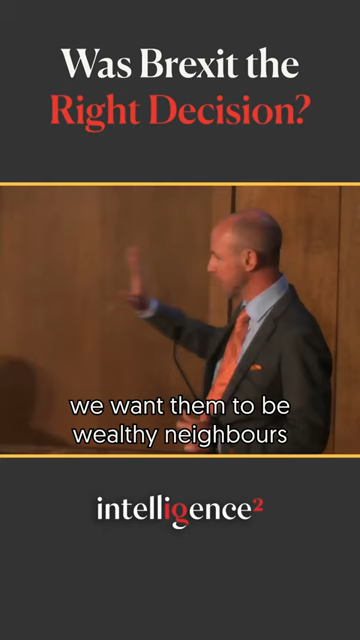 Was Brexit the
Right Decision?
we want them to be
wealthy neighbours
intelligence²